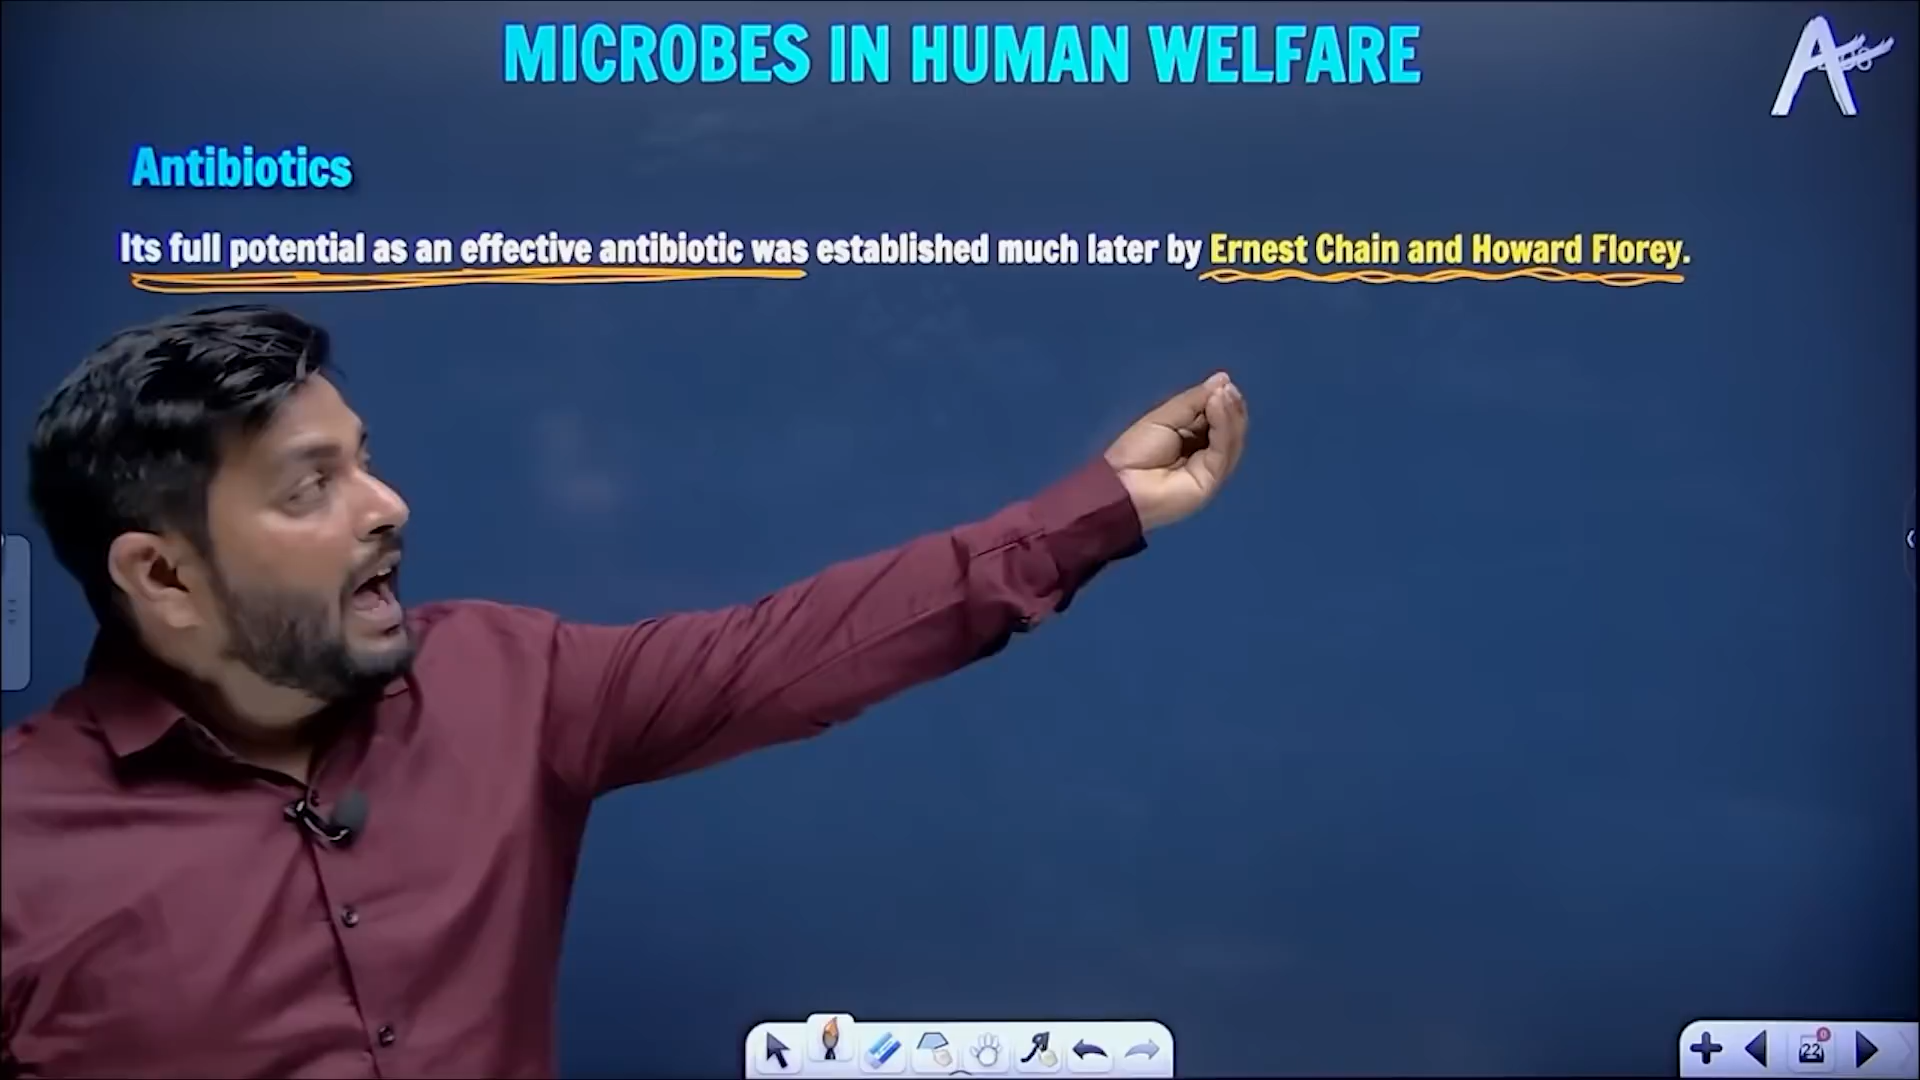 MICROBES IN HUMAN WELFARE
Antibiotics
Its full potential as an effective antibiotic was established much later by Ernest Chain and Howard Florey.
22